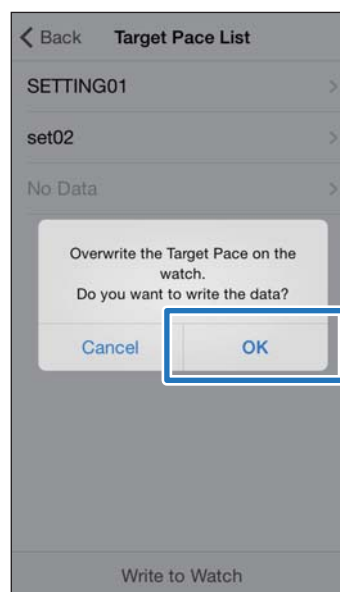 Back Target Pace List
SETTING01
set02
No Data
Overwrite the Target Pace on the
watch.
Do you want to write the data?
Cancel OK
Write to Watch